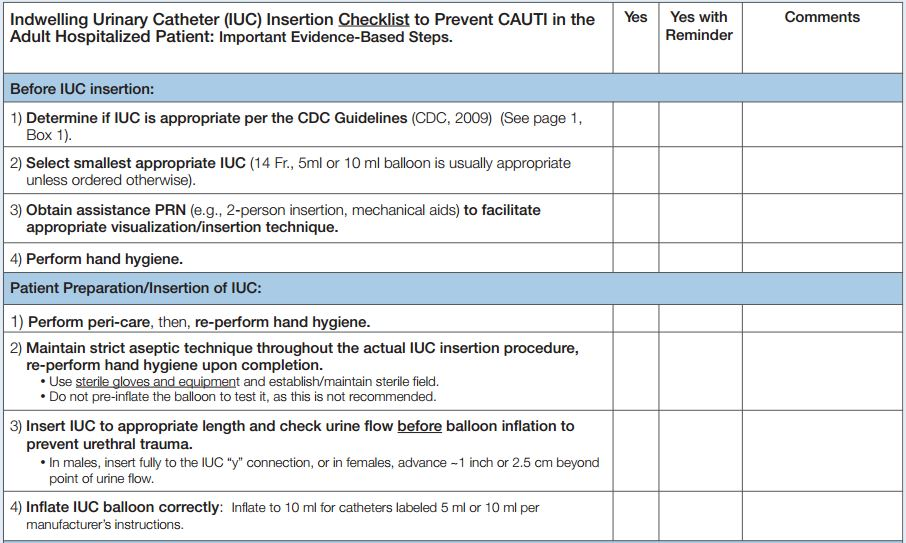 Indwelling Urinary Catheter (IUC) Insertion Checklist to Prevent CAUTI in the
Adult Hospitalized Patient: Important Evidence-Based Steps.
Yes
Yes with
Reminder
Comments
Before IUC insertion:
1) Determine if IUC is appropriate per the CDC Guidelines (CDC, 2009) (See page 1,
Box 1).
2) Select smallest appropriate IUC (14 Fr., 5ml or 10 ml balloon is usually appropriate
unless ordered otherwise).
3) Obtain assistance PRN (e.g., 2-person insertion, mechanical aids) to facilitate
appropriate visualization/insertion technique.
4) Perform hand hygiene.
Patient Preparation/Insertion of IUC:
1) Perform peri-care, then, re-perform hand hygiene.
2) Maintain strict aseptic technique throughout the actual IUC insertion procedure,
re-perform hand hygiene upon completion.
• Use sterile gloves and equipment and establish/maintain sterile field.
• Do not pre-inflate the balloon to test it, as this is not recommended.
3) Insert IUC to appropriate length and check urine flow before balloon inflation to
prevent urethral trauma.
• In males, insert fully to the IUC “y” connection, or in females, advance ~1 inch or 2.5 cm beyond
point of urine flow.
4) Inflate IUC balloon correctly: Inflate to 10 ml for catheters labeled 5 ml or 10 ml per
manufacturer’s instructions.